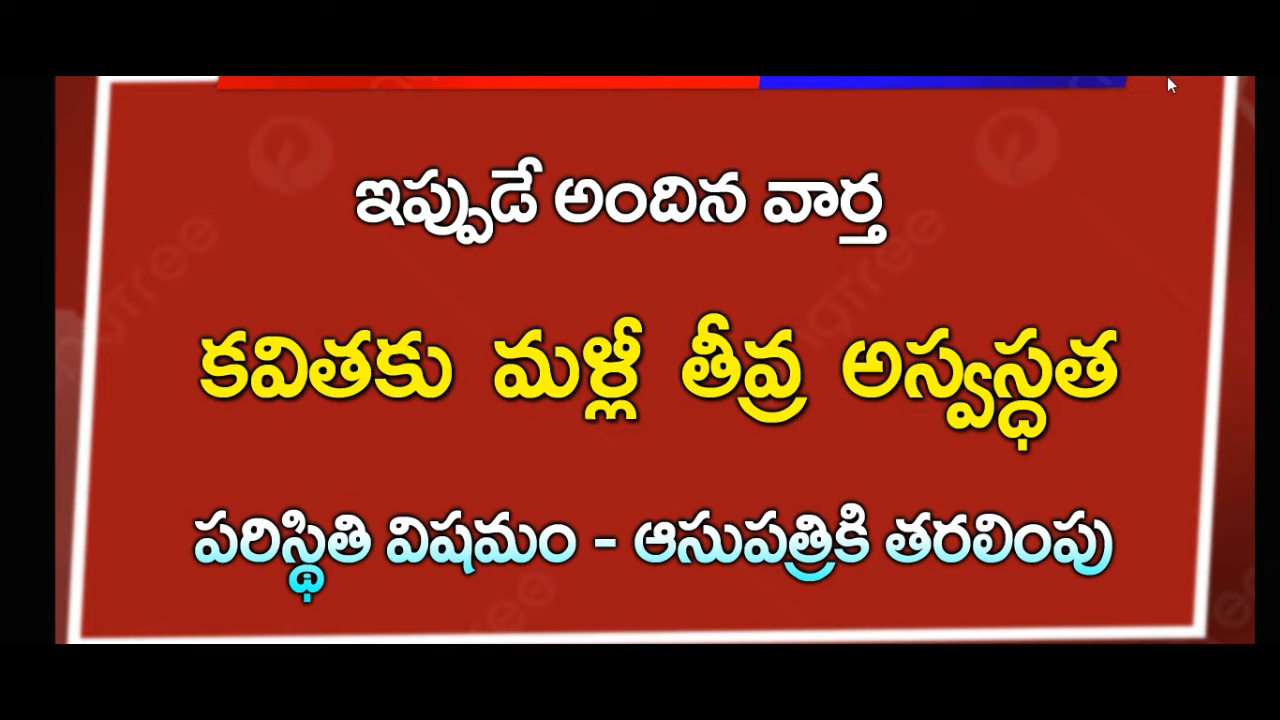 ఇప్పుడే అందిన వార్త
కవితకు మళ్లీ తీవ్ర అస్వస్థత
పరిస్థితి విషమం - ఆసుపత్రికి తరలింపు